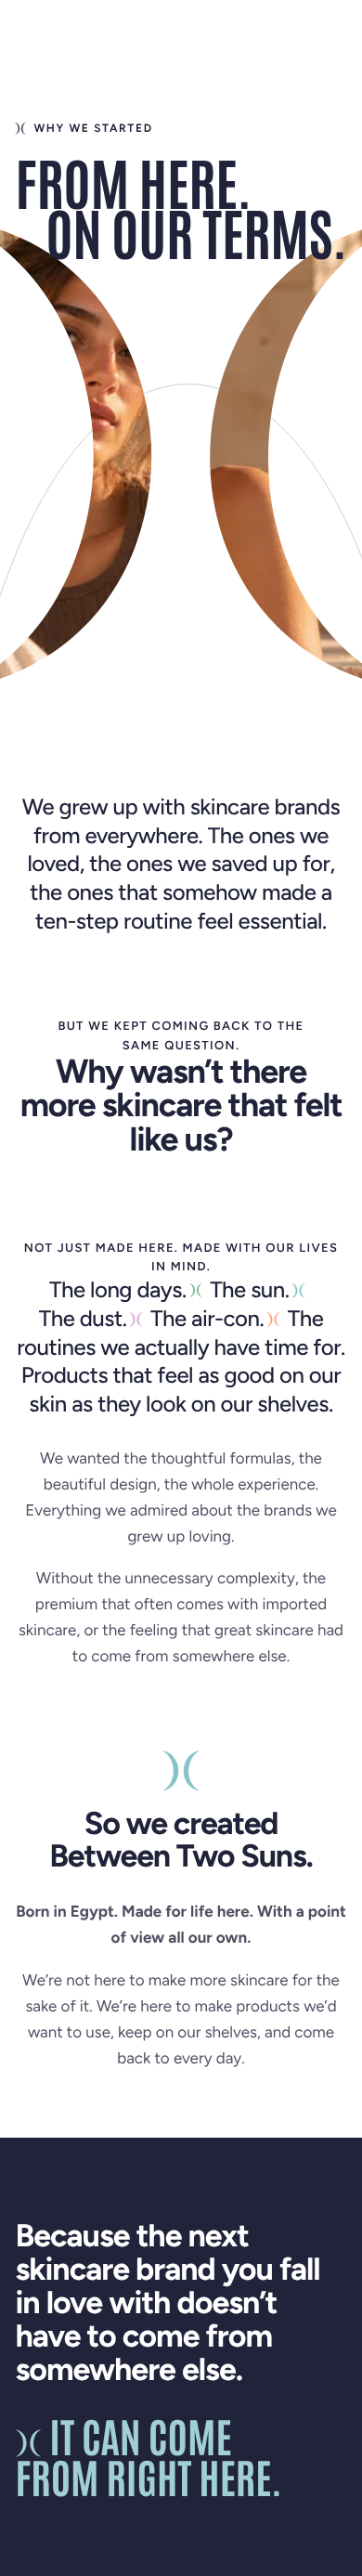 WHY WE STARTED
FROM HERE.
ON OUR TERMS.
We grew up with skincare brands
from everywhere. The ones we
loved, the ones we saved up for,
the ones that somehow made a
ten-step routine feel essential.
BUT WE KEPT COMING BACK TO THE
SAME QUESTION.
Why wasn’t there
more skincare that felt
like us?
NOT JUST MADE HERE. MADE WITH OUR LIVES
IN MIND.
The long days. The sun.
The dust. The air-con. The
routines we actually have time for.
Products that feel as good on our
skin as they look on our shelves.
We wanted the thoughtful formulas, the
beautiful design, the whole experience.
Everything we admired about the brands we
grew up loving.
Without the unnecessary complexity, the
premium that often comes with imported
skincare, or the feeling that great skincare had
to come from somewhere else.
So we created
Between Two Suns.
Born in Egypt. Made for life here. With a point
of view all our own.
We’re not here to make more skincare for the
sake of it. We’re here to make products we’d
want to use, keep on our shelves, and come
back to every day.
Because the next
skincare brand you fall
in love with doesn’t
have to come from
somewhere else.
IT CAN COME
FROM RIGHT HERE.